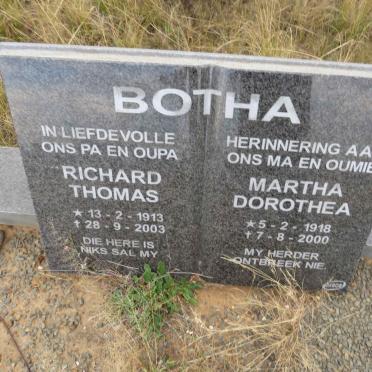 BOTHA
IN LIEFDEVOLLE
ONS PA EN OUPA
RICHARD
THOMAS
★ 13 - 2 - 1913
✝ 28 - 9 - 2003
DIE HERE IS
NIKS SAL MY
HERINNERING AA
ONS MA EN OUMIE
MARTHA
DOROTHEA
★ 5 - 2 - 1918
✝ 7 - 8 - 2000
MY HERDER
ONTBREEK NIE